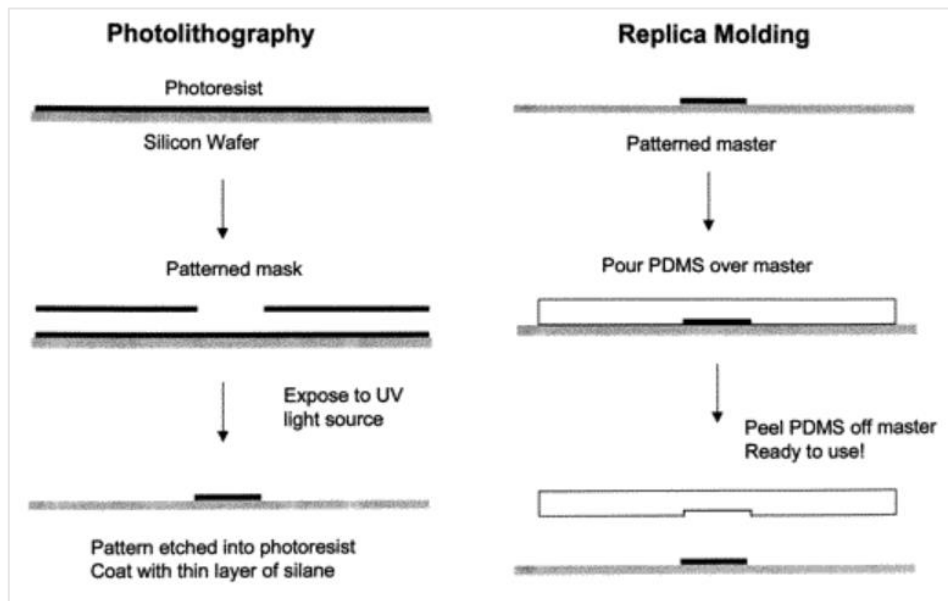 Photolithography
Photoresist
Silicon Wafer
Patterned mask
Expose to UV
light source
Pattern etched into photoresist
Coat with thin layer of silane
Replica Molding
Patterned master
Pour PDMS over master
Peel PDMS off master
Ready to use!